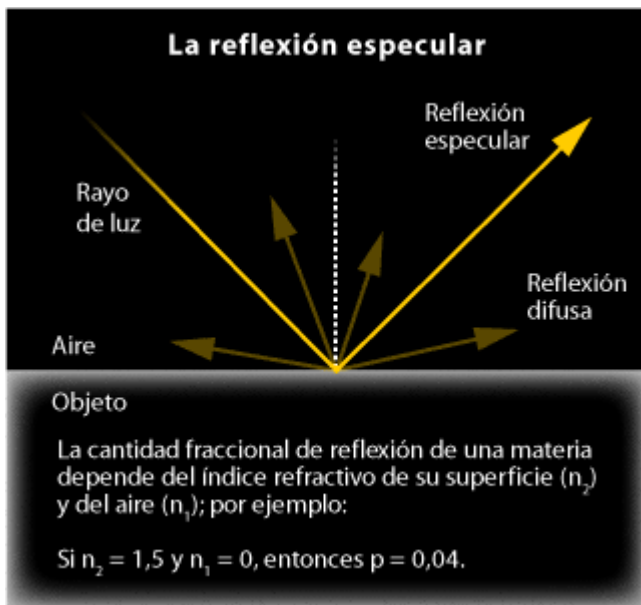 La reflexión especular
Reflexión
especular
Rayo
de luz
Reflexión
difusa
Aire
Objeto
La cantidad fraccional de reflexión de una materia
depende del índice refractivo de su superficie (n₂)
y del aire (n₁); por ejemplo:
Si n₂ = 1,5 y n₁ = 0, entonces p = 0,04.